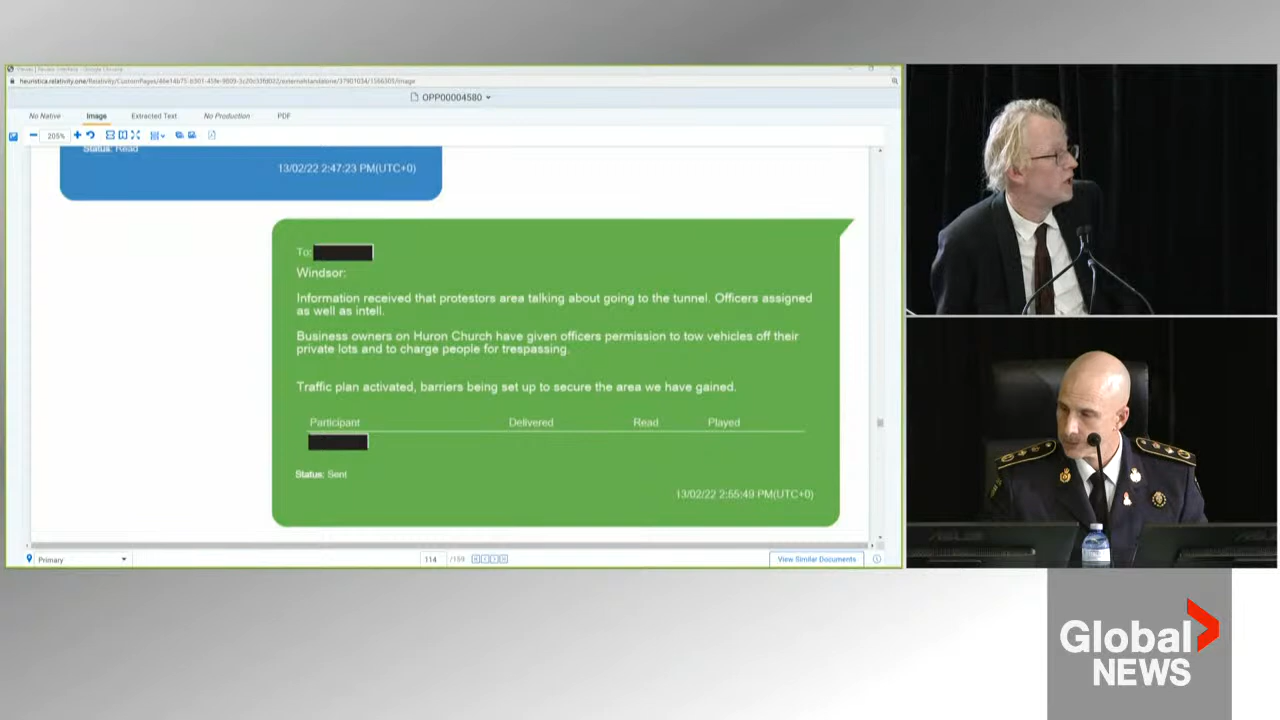 OPP00004580
No Native
Image
Extracted Text
No Production
PDF
205%
Status: Read
13/02/22 2:47:23 PM(UTC+0)
To:
Windsor:
Information received that protestors area talking about going to the tunnel. Officers assigned
as well as intell.
Business owners on Huron Church have given officers permission to tow vehicles off their
private lots and to charge people for trespassing.
Traffic plan activated, barriers being set up to secure the area we have gained.
Participant Delivered Read Played
Status: Sent
13/02/22 2:55:49 PM(UTC+0)
Primary
114 /159
View Similar Documents
Global
NEWS